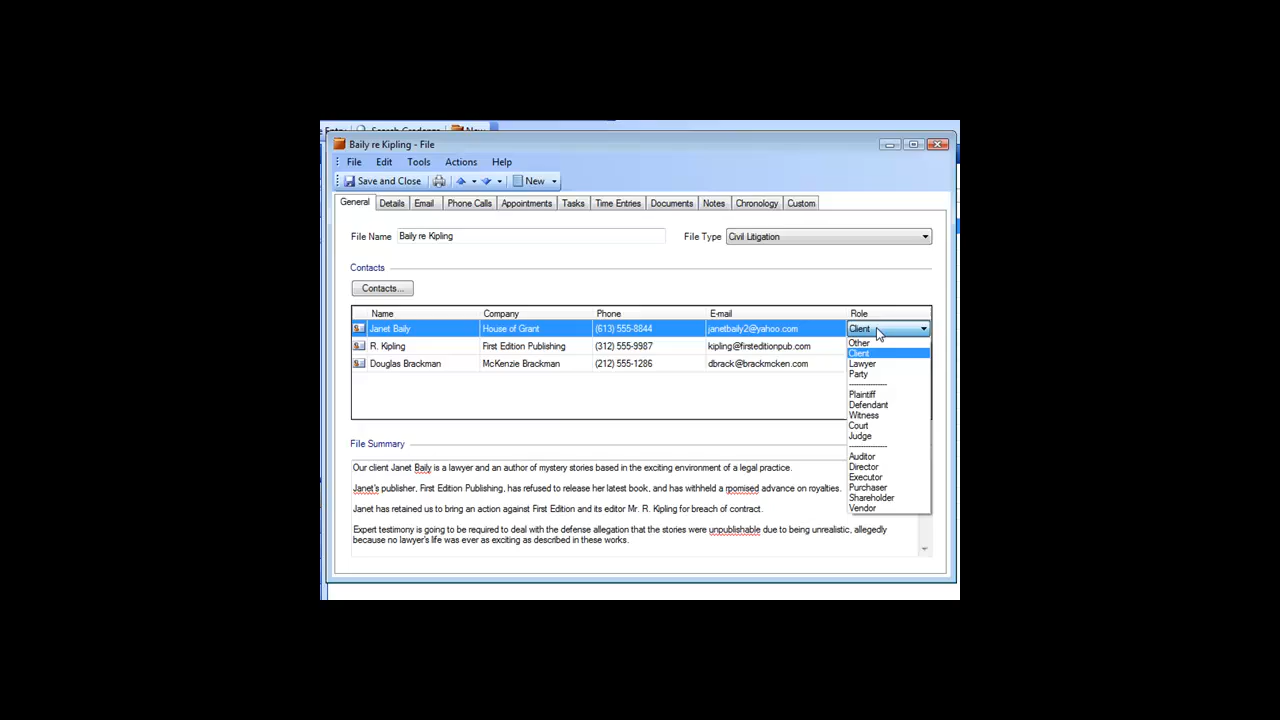 Entry Search Credenza New
Baily re Kipling - File
File Edit Tools Actions Help
Save and Close New
General Details Email Phone Calls Appointments Tasks Time Entries Documents Notes Chronology Custom
File Name Baily re Kipling File Type Civil Litigation
Contacts
Contacts...
Name Company Phone E-mail Role
Janet Baily House of Grant (613) 555-8844 janetbaily2@yahoo.com Client
R. Kipling First Edition Publishing (312) 555-9987 kipling@firsteditionpub.com
Douglas Brackman McKenzie Brackman (212) 555-1286 dbrack@brackmcken.com
Other
Client
Lawyer
Party
----------------
Plaintiff
Defendant
Witness
Court
Judge
----------------
Auditor
Director
Executor
Purchaser
Shareholder
Vendor
File Summary
Our client Janet Baily is a lawyer and an author of mystery stories based in the exciting environment of a legal practice.
Janet's publisher, First Edition Publishing, has refused to release her latest book, and has withheld a rpomised advance on royalties.
Janet has retained us to bring an action against First Edition and its editor Mr. R. Kipling for breach of contract.
Expert testimony is going to be required to deal with the defense allegation that the stories were unpublishable due to being unrealistic, allegedly
because no lawyer's life was ever as exciting as described in these works.